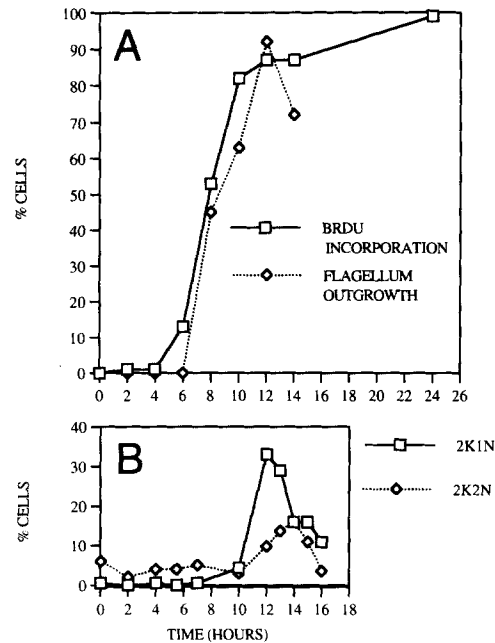 A
100
90
80
70
60
50
40
30
20
10
0
% CELLS
BRDU
INCORPORATION
FLAGELLUM
OUTGROWTH
0 2 4 6 8 10 12 14 16 18 20 22 24 26
B
40
30
20
10
0
% CELLS
2K1N
2K2N
0 2 4 6 8 10 12 14 16 18
TIME (HOURS)